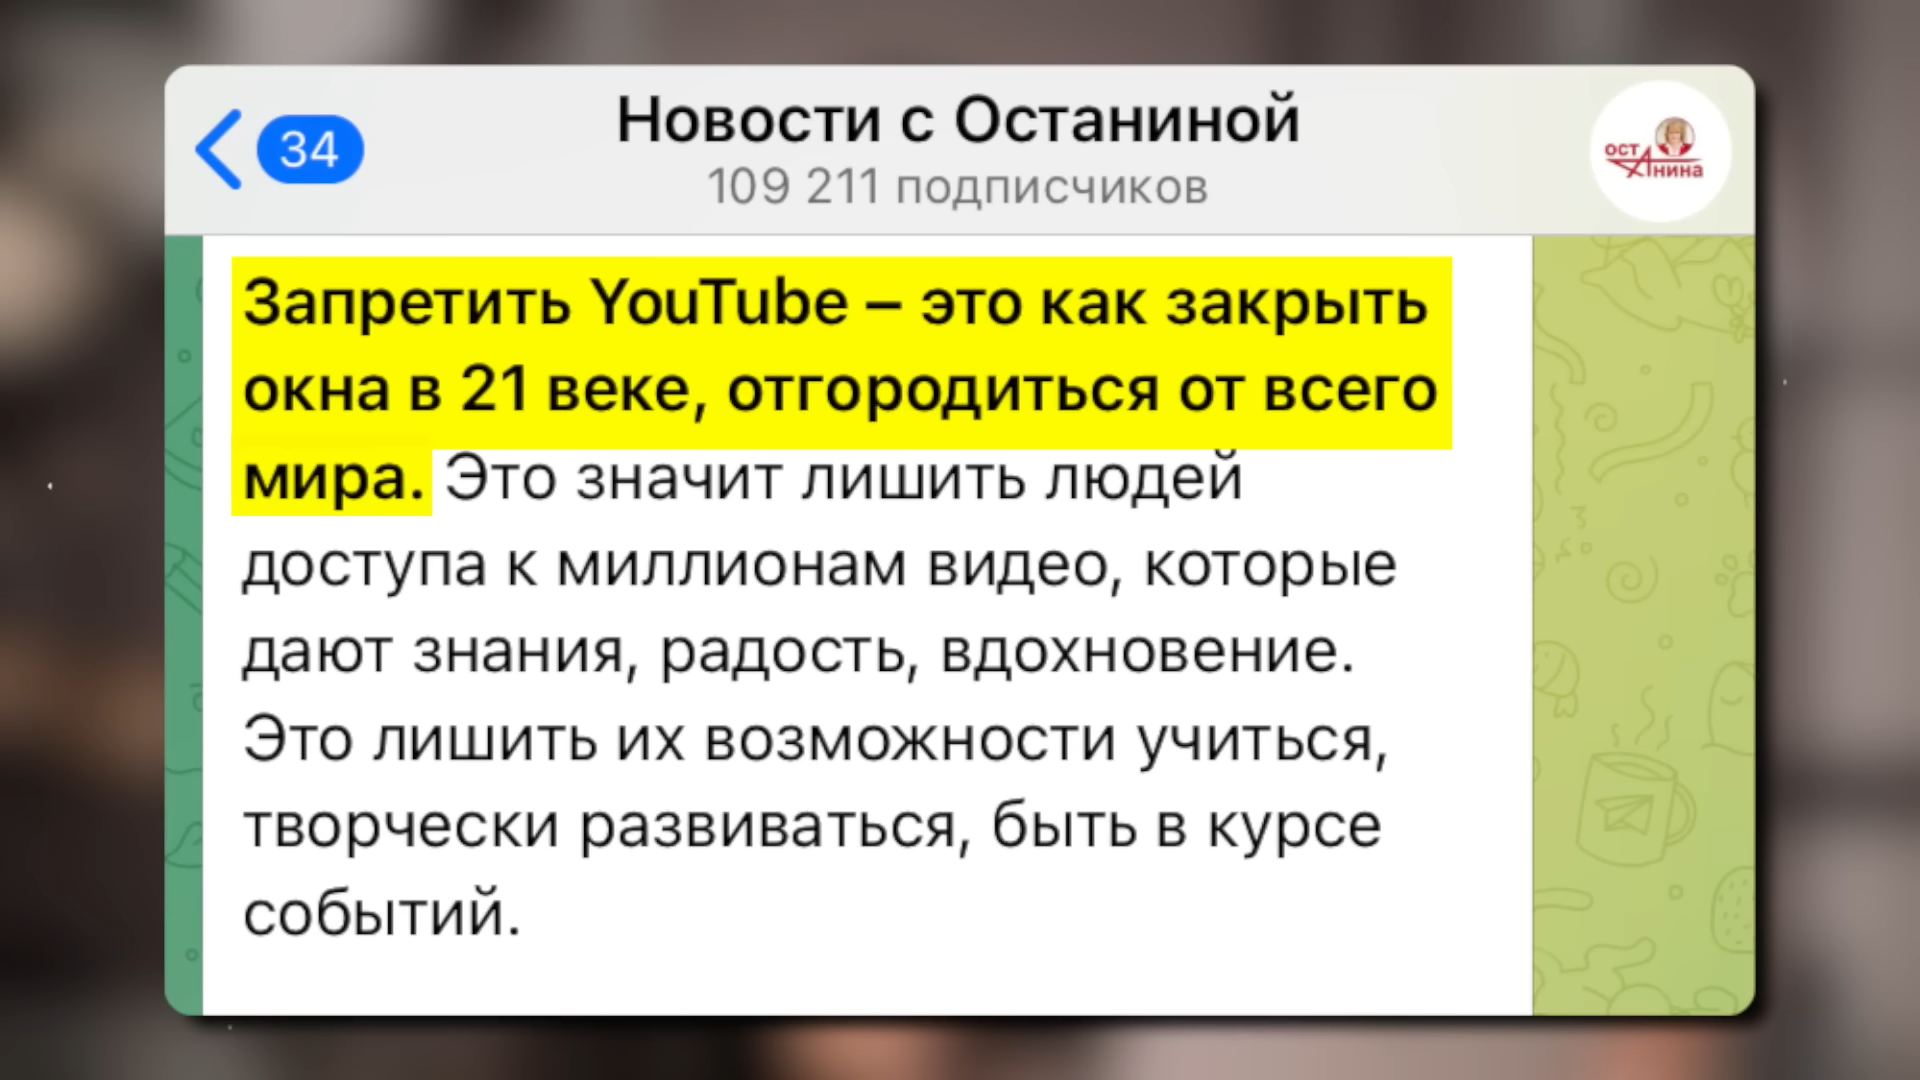 34
Новости с Останиной
109 211 подписчиков
ОСТ
АНИНА
Запретить YouTube – это как закрыть
окна в 21 веке, отгородиться от всего
мира. Это значит лишить людей
доступа к миллионам видео, которые
дают знания, радость, вдохновение.
Это лишить их возможности учиться,
творчески развиваться, быть в курсе
событий.